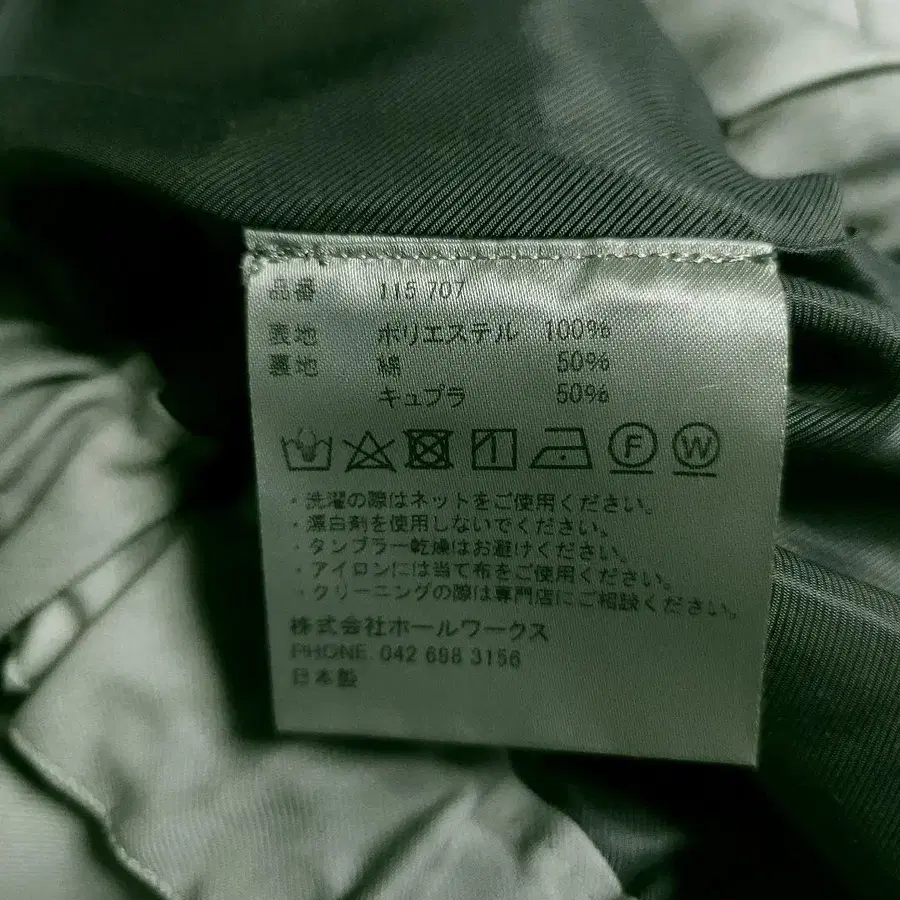 品番 115 707
表地 ポリエステル 100%
裏地 綿 50%
キュプラ 50%
F W
・洗濯の際はネットをご使用ください。
・漂白剤を使用しないでください。
・タンブラー乾燥はお避けください。
・アイロンには当て布をご使用ください。
・クリーニングの際は専門店にご相談ください。
株式会社ホールワークス
PHONE. 042 698 3156
日本製